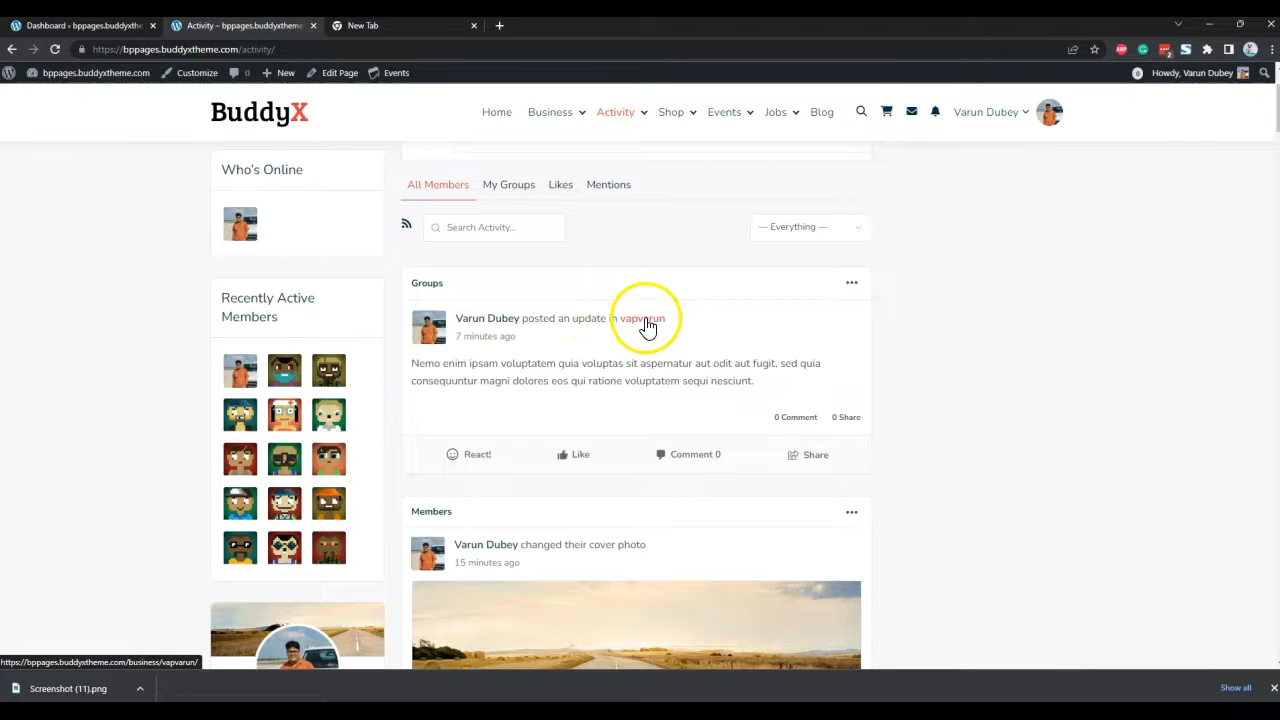 Dashboard ‹ bppages.buddyxth
Activity – bppages.buddyxtheme
New Tab
https://bppages.buddyxtheme.com/activity/
2
bppages.buddyxtheme.com
Customize
0
New
Edit Page
Events
0
Howdy, Varun Dubey
BuddyX
Home
Business
Activity
Shop
Events
Jobs
Blog
Varun Dubey
Who's Online
Recently Active
Members
All Members
My Groups
Likes
Mentions
Search Activity...
— Everything —
Groups
Varun Dubey posted an update in vapvarun
7 minutes ago
Nemo enim ipsam voluptatem quia voluptas sit aspernatur aut odit aut fugit, sed quia
consequuntur magni dolores eos qui ratione voluptatem sequi nesciunt.
0 Comment
0 Share
React!
Like
Comment 0
Share
Members
Varun Dubey changed their cover photo
15 minutes ago
https://bppages.buddyxtheme.com/business/vapvarun/
Screenshot (11).png
Show all